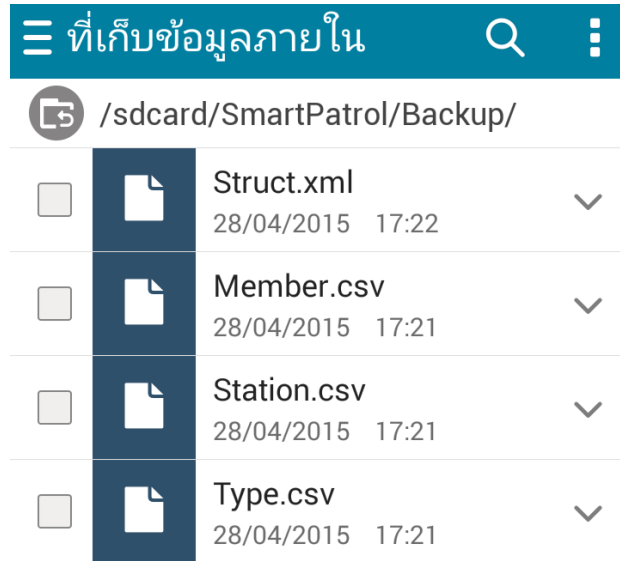 ที่เก็บข้อมูลภายใน
/sdcard/SmartPatrol/Backup/
Struct.xml
28/04/2015 17:22
Member.csv
28/04/2015 17:21
Station.csv
28/04/2015 17:21
Type.csv
28/04/2015 17:21